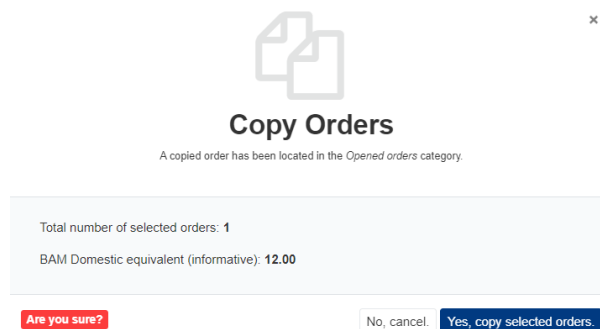 ×
Copy Orders
A copied order has been located in the Opened orders category.
Total number of selected orders: 1
BAM Domestic equivalent (informative): 12.00
Are you sure? No, cancel. Yes, copy selected orders.